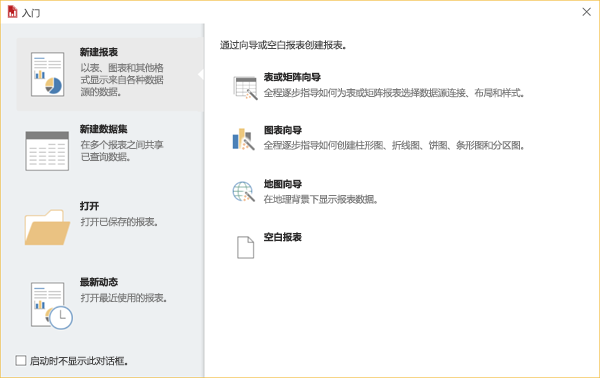 入门
新建报表
以表、图表和其他格
式显示来自各种数据
源的数据。
新建数据集
在多个报表之间共享
已查询数据。
打开
打开已保存的报表。
最新动态
打开最近使用的报表。
启动时不显示此对话框。
通过向导或空白报表创建报表。
表或矩阵向导
全程逐步指导如何为表或矩阵报表选择数据源连接、布局和样式。
图表向导
全程逐步指导如何创建柱形图、折线图、饼图、条形图和分区图。
地图向导
在地理背景下显示报表数据。
空白报表